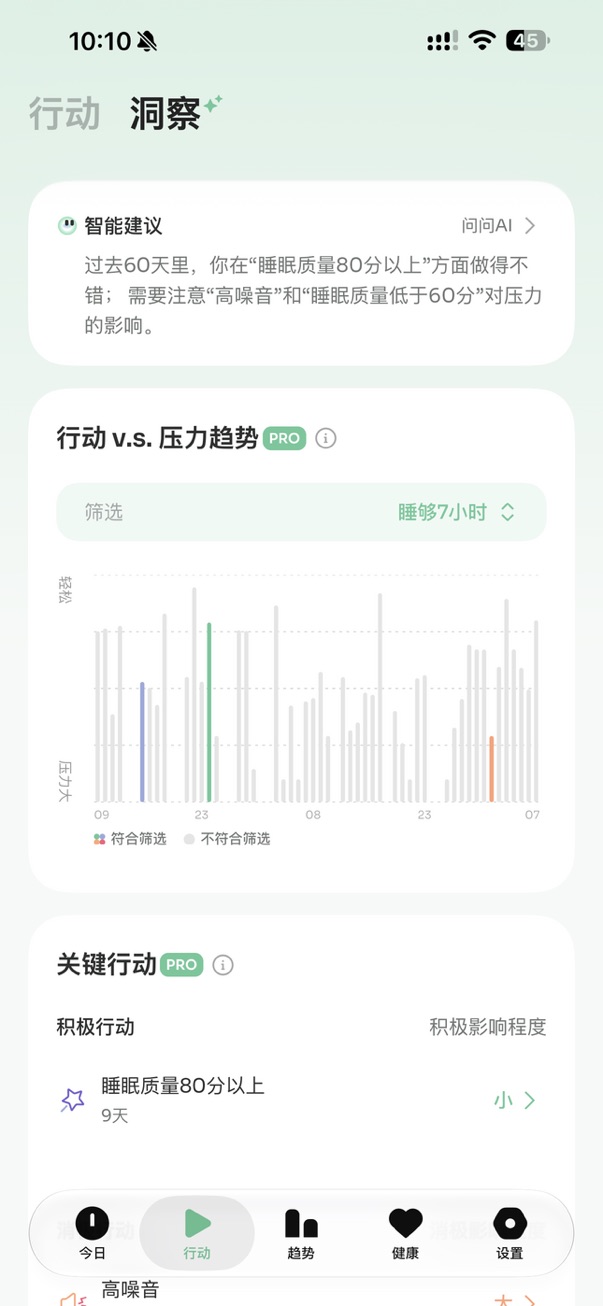 10:10
45
行动 洞察
智能建议
问问AI
过去60天里，你在“睡眠质量80分以上”方面做得不
错； 需要注意“高噪音”和“睡眠质量低于60分”对压力
的影响。
行动 v.s. 压力趋势 PRO
筛选
睡够7小时
轻松
压力大
09 23 08 23 07
符合筛选 不符合筛选
关键行动 PRO
积极行动
积极影响程度
睡眠质量80分以上
9天
小
今日 行动 趋势 健康 设置
高噪音
大